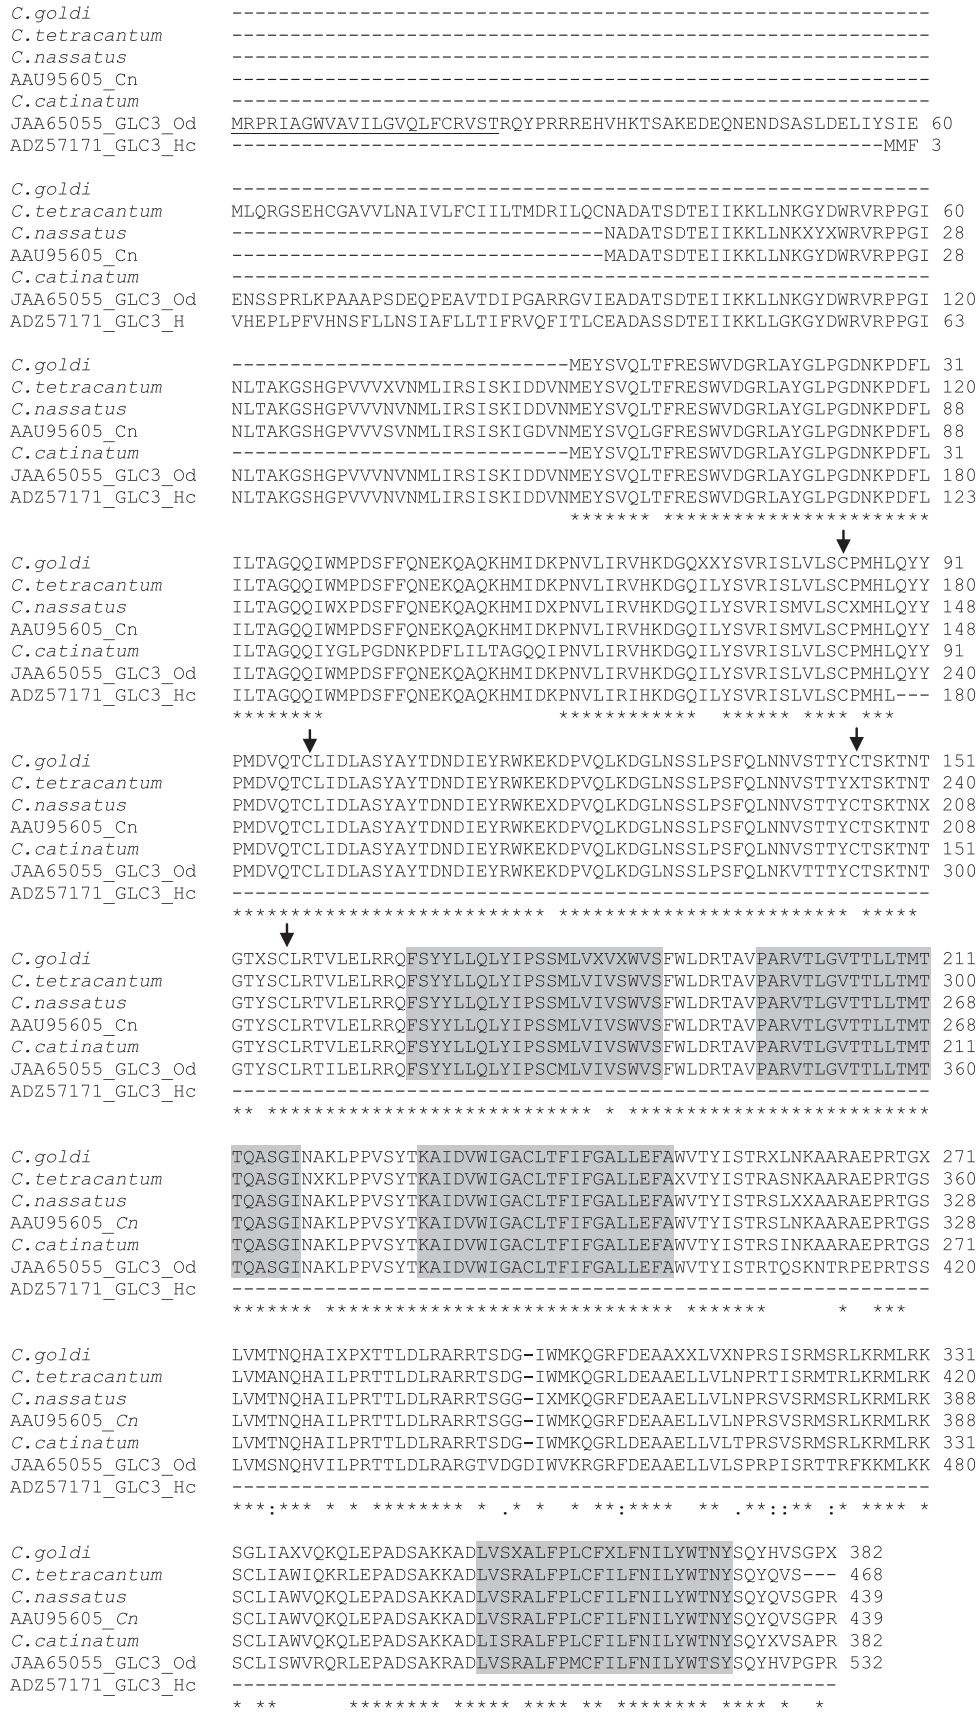 C.goldi ------------------------------------------------------------
C.tetracantum ------------------------------------------------------------
C.nassatus ------------------------------------------------------------
AAU95605_Cn ------------------------------------------------------------
C.catinatum ------------------------------------------------------------
JAA65055_GLC3_Od MRPRIAGWVAVILGVQLFCRVSTRQYPRRREHVHKTSAKEDEQNENDSASLDELIYSIE 60
ADZ57171_GLC3_Hc ---------------------------------------------------------MMF 3
C.goldi ------------------------------------------------------------
C.tetracantum MLQRGSEHCGAVVLNAIVLFCIILTMDRILQCNADATSDTEIIKKLLNKGYDWRVRPPGI 60
C.nassatus --------------------------------NADATSDTEIIKKLLNKXYXWRVRPPGI 28
AAU95605_Cn --------------------------------MADATSDTEIIKKLLNKGYDWRVRPPGI 28
C.catinatum ------------------------------------------------------------
JAA65055_GLC3_Od ENSSPRLKPAAAPSDEQPEAVTDIPGARRGVIEADATSDTEIIKKLLNKGYDWRVRPPGI 120
ADZ57171_GLC3_H VHEPLPFVHNSFLLNSIAFLLTIFRVQFITLCEADASSDTEIIKKLLGKGYDWRVRPPGI 63
C.goldi -----------------------------MEYSVQLTFRESWVDGRLAYGLPGDNKPDFL 31
C.tetracantum NLTAKGSHGPVVVXVNMLIRSISKIDDVNMEYSVQLTFRESWVDGRLAYGLPGDNKPDFL 120
C.nassatus NLTAKGSHGPVVVNVNMLIRSISKIDDVNMEYSVQLTFRESWVDGRLAYGLPGDNKPDFL 88
AAU95605_Cn NLTAKGSHGPVVVSVNMLIRSISKIGDVNMEYSVQLGFRESWVDGRLAYGLPGDNKPDFL 88
C.catinatum -----------------------------MEYSVQLTFRESWVDGRLAYGLPGDNKPDFL 31
JAA65055_GLC3_Od NLTAKGSHGPVVVNVNMLIRSISKIDDVNMEYSVQLTFRESWVDGRLAYGLPGDNKPDFL 180
ADZ57171_GLC3_Hc NLTAKGSHGPVVVNVNMLIRSISKIDDVNMEYSVQLTFRESWVDGRLAYGLPGDNKPDFL 123
******* ***********************
C.goldi ILTAGQQIWMPDSFFQNEKQAQKHMIDKPNVLIRVHKDGQXXYSVRISLVLSCPMHLQYY 91
C.tetracantum ILTAGQQIWMPDSFFQNEKQAQKHMIDKPNVLIRVHKDGQILYSVRISLVLSCPMHLQYY 180
C.nassatus ILTAGQQIWXPDSFFQNEKQAQKHMIDXPNVLIRVHKDGQILYSVRISMVLSCXMHLQYY 148
AAU95605_Cn ILTAGQQIWMPDSFFQNEKQAQKHMIDKPNVLIRVHKDGQILYSVRISMVLSCPMHLQYY 148
C.catinatum ILTAGQQIYGLPGDNKPDFLILTAGQQIPNVLIRVHKDGQILYSVRISLVLSCPMHLQYY 91
JAA65055_GLC3_Od ILTAGQQIWMPDSFFQNEKQAQKHMIDKPNVLIRVHKDGQILYSVRISLVLSCPMHLQYY 240
ADZ57171_GLC3_Hc ILTAGQQIWMPDSFFQNEKQAQKHMIDKPNVLIRIHKDGQILYSVRISLVLSCPMHL--- 180
******** ************ ****** **** ***
C.goldi PMDVQTCLIDLASYAYTDNDIEYRWKEKDPVQLKDGLNSSLPSFQLNNVSTTYCTSKTNT 151
C.tetracantum PMDVQTCLIDLASYAYTDNDIEYRWKEKDPVQLKDGLNSSLPSFQLNNVSTTYXTSKTNT 240
C.nassatus PMDVQTCLIDLASYAYTDNDIEYRWKEXDPVQLKDGLNSSLPSFQLNNVSTTYCTSKTNX 208
AAU95605_Cn PMDVQTCLIDLASYAYTDNDIEYRWKEKDPVQLKDGLNSSLPSFQLNNVSTTYCTSKTNT 208
C.catinatum PMDVQTCLIDLASYAYTDNDIEYRWKEKDPVQLKDGLNSSLPSFQLNNVSTTYCTSKTNT 151
JAA65055_GLC3_Od PMDVQTCLIDLASYAYTDNDIEYRWKEKDPVQLKDGLNSSLPSFQLNKVTTTYCTSKTNT 300
ADZ57171_GLC3_Hc ------------------------------------------------------------
*************************** ************************* *****
C.goldi GTXSCLRTVLELRRQFSYYLLQLYIPSSMLVXVXWVSFWLDRTAVPARVTLGVTTLLTMT 211
C.tetracantum GTYSCLRTVLELRRQFSYYLLQLYIPSSMLVIVSWVSFWLDRTAVPARVTLGVTTLLTMT 300
C.nassatus GTYSCLRTVLELRRQFSYYLLQLYIPSSMLVIVSWVSFWLDRTAVPARVTLGVTTLLTMT 268
AAU95605_Cn GTYSCLRTVLELRRQFSYYLLQLYIPSSMLVIVSWVSFWLDRTAVPARVTLGVTTLLTMT 268
C.catinatum GTYSCLRTVLELRRQFSYYLLQLYIPSSMLVIVSWVSFWLDRTAVPARVTLGVTTLLTMT 211
JAA65055_GLC3_Od GTYSCLRTILELRRQFSYYLLQLYIPSCMLVIVSWVSFWLDRTAVPARVTLGVTTLLTMT 360
ADZ57171_GLC3_Hc ------------------------------------------------------------
** **************************** * **************************
C.goldi TQASGINAKLPPVSYTKAIDVWIGACLTFIFGALLEFAWVTYISTRXLNKAARAEPRTGX 271
C.tetracantum TQASGINXKLPPVSYTKAIDVWIGACLTFIFGALLEFAXVTYISTRASNKAARAEPRTGS 360
C.nassatus TQASGINAKLPPVSYTKAIDVWIGACLTFIFGALLEFAWVTYISTRSLXXAARAEPRTGS 328
AAU95605_Cn TQASGINAKLPPVSYTKAIDVWIGACLTFIFGALLEFAWVTYISTRSLNKAARAEPRTGS 328
C.catinatum TQASGINAKLPPVSYTKAIDVWIGACLTFIFGALLEFAWVTYISTRSINKAARAEPRTGS 271
JAA65055_GLC3_Od TQASGINAKLPPVSYTKAIDVWIGACLTFIFGALLEFAWVTYISTRTQSKNTRPEPRTSS 420
ADZ57171_GLC3_Hc ------------------------------------------------------------
******* ****************************** ******* * ***
C.goldi LVMTNQHAIXPXTTLDLRARRTSDG-IWMKQGRFDEAAXXLVXNPRSISRMSRLKRMLRK 331
C.tetracantum LVMANQHAILPRTTLDLRARRTSDG-IWMKQGRLDEAAELLVLNPRTISRMTRLKRMLRK 420
C.nassatus LVMTNQHAILPRTTLDLRARRTSGG-IXMKQGRFDEAAELLVLNPRSVSRMSRLKRMLRK 388
AAU95605_Cn LVMTNQHAILPRTTLDLRARRTSGG-IWMKQGRFDEAAELLVLNPRSVSRMSRLKRMLRK 388
C.catinatum LVMTNQHAILPRTTLDLRARRTSDG-IWMKQGRLDEAAELLVLTPRSVSRMSRLKRMLRK 331
JAA65055_GLC3_Od LVMSNQHVILPRTTLDLRARGTVDGDIWVKRGRFDEAAELLVLSPRPISRTTRFKKMLKK 480
ADZ57171_GLC3_Hc ------------------------------------------------------------
***:*** * * ******** * . * * **:**** ** .**:** :* ** *
C.goldi SGLIAXVQKQLEPADSAKKADLVSXALFPLCFXLFNILYWTNYSQYHVSGPX 382
C.tetracantum SCLIAWIQKRLEPADSAKKADLVSRALFPLCFILFNILYWTNYSQYQVS--- 468
C.nassatus SCLIAWVQKQLEPADSAKKADLVSRALFPLCFILFNILYWTNYSQYQVSGPR 439
AAU95605_Cn SCLIAWVQKQLEPADSAKKADLVSRALFPLCFILFNILYWTNYSQYQVSGPR 439
C.catinatum SCLIAWVQKQLEPADSAKKADLISRALFPLCFILFNILYWTNYSQYXVSAPR 382
JAA65055_GLC3_Od SCLISWVRQRLEPADSAKRADLVSRALFPMCFILFNILYWTSYSQYHVPGPR 532
ADZ57171_GLC3_Hc ----------------------------------------------------
* ** ******* *** * **** ** ******** **** * *